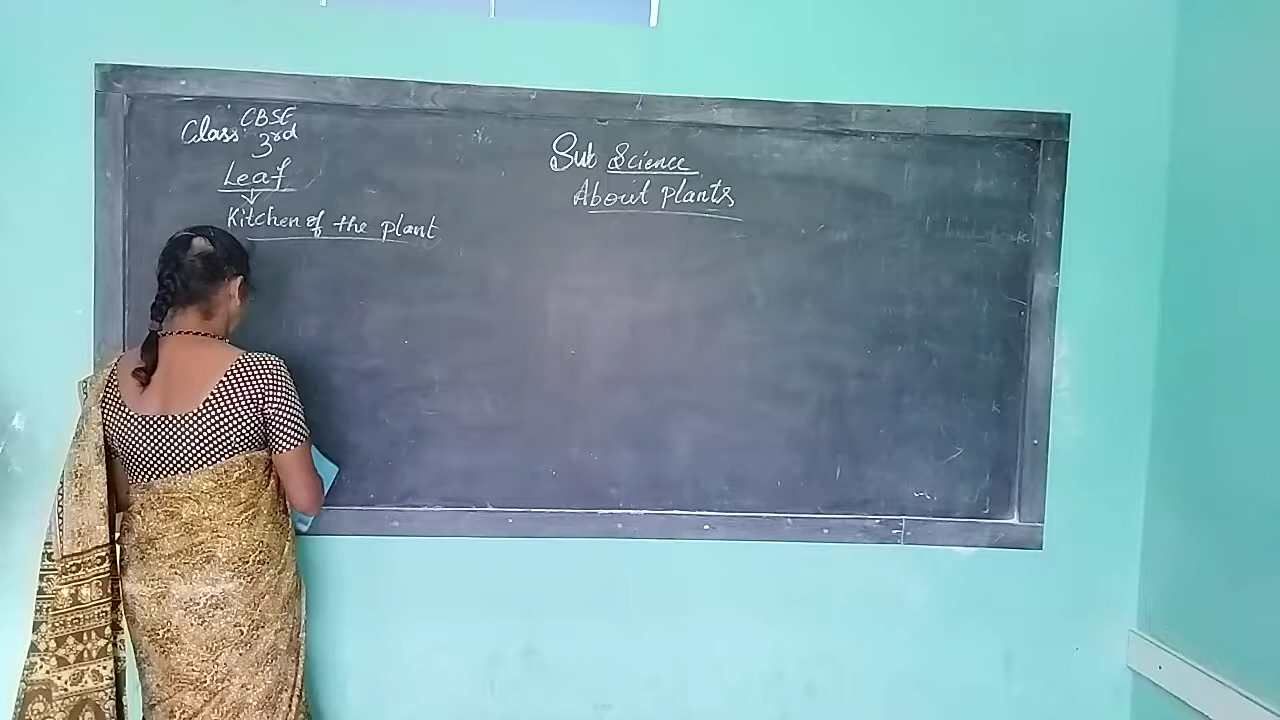 CBSE
Class: 3rd
Leaf
Kitchen of the plant
Sub Science
About plants